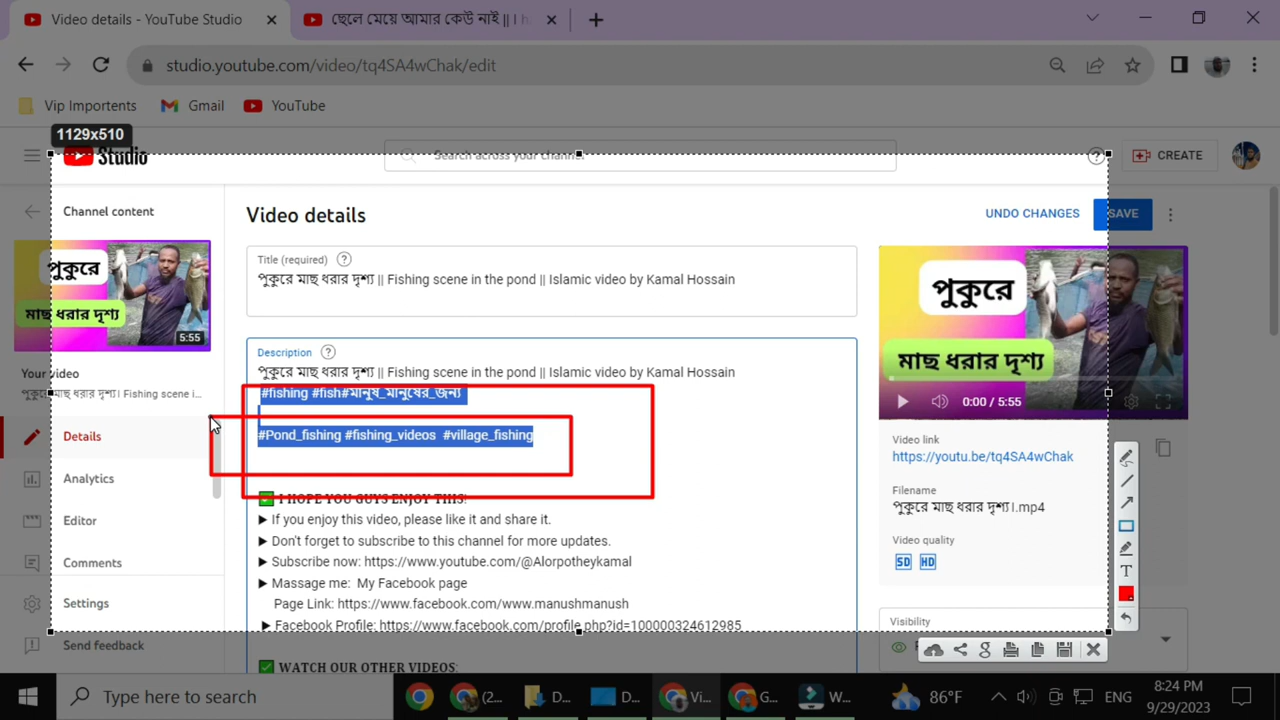 Video details - YouTube Studio
ছেলে মেয়ে আমার কেউ নাই || I h
studio.youtube.com/video/tq4SA4wChak/edit
Vip Importents
Gmail
YouTube
1129x510
Studio
Search across your channel
CREATE
Channel content
Video details
UNDO CHANGES
SAVE
Title (required)
পুকুরে মাছ ধরার দৃশ্য || Fishing scene in the pond || Islamic video by Kamal Hossain
পুকুরে
মাছ ধরার দৃশ্য
5:55
Your video
পুকুরে মাছ ধরার দৃশ্য। Fishing scene i...
Description
পুকুরে মাছ ধরার দৃশ্য || Fishing scene in the pond || Islamic video by Kamal Hossain
#fishing #fish#মানুষ_মানুষের_জন্য
#Pond_fishing #fishing_videos #village_fishing
✅ I HOPE YOU GUYS ENJOY THIS:
▶ If you enjoy this video, please like it and share it.
▶ Don't forget to subscribe to this channel for more updates.
▶ Subscribe now: https://www.youtube.com/@Alorpotheykamal
▶ Massage me: My Facebook page
Page Link: https://www.facebook.com/www.manushmanush
▶ Facebook Profile: https://www.facebook.com/profile.php?id=100000324612985
✅ WATCH OUR OTHER VIDEOS:
Details
Analytics
Editor
Comments
Settings
Send feedback
পুকুরে
মাছ ধরার দৃশ্য
0:00 / 5:55
Video link
https://youtu.be/tq4SA4wChak
Filename
পুকুরে মাছ ধরার দৃশ্য।.mp4
Video quality
SD HD
Visibility
T
g
Type here to search
(2...
D...
D...
Vi...
G...
W...
86°F
ENG
8:24 PM
9/29/2023